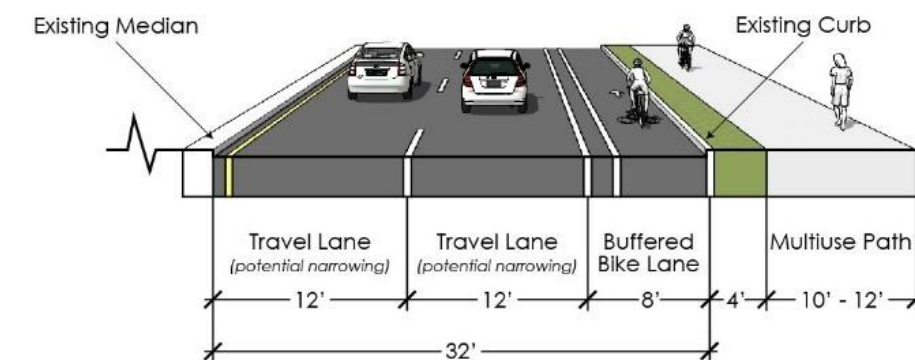 Existing Median
Existing Curb
Travel Lane
(potential narrowing)
Travel Lane
(potential narrowing)
Buffered
Bike Lane
Multiuse Path
12’
12’
8’
4’
10’ - 12’
32’